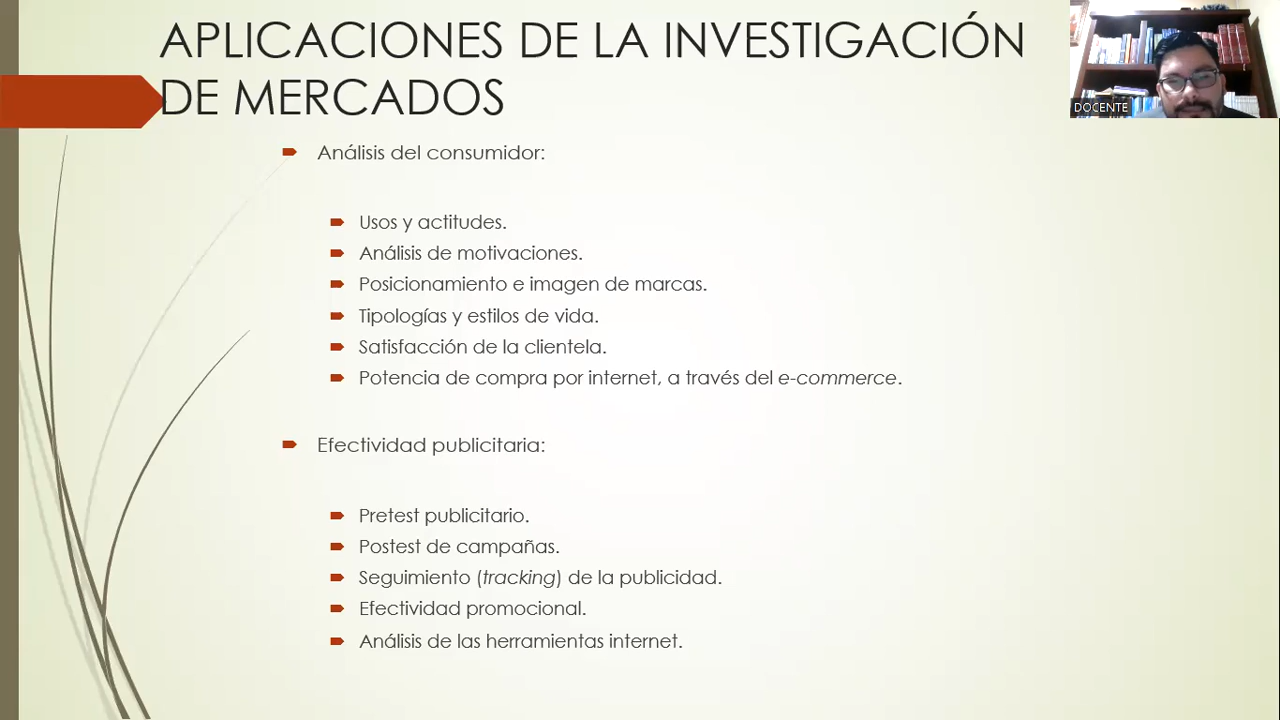 APLICACIONES DE LA INVESTIGACIÓN
DE MERCADOS
DOCENTE
Análisis del consumidor:
Usos y actitudes.
Análisis de motivaciones.
Posicionamiento e imagen de marcas.
Tipologías y estilos de vida.
Satisfacción de la clientela.
Potencia de compra por internet, a través del e-commerce.
Efectividad publicitaria:
Pretest publicitario.
Postest de campañas.
Seguimiento (tracking) de la publicidad.
Efectividad promocional.
Análisis de las herramientas internet.